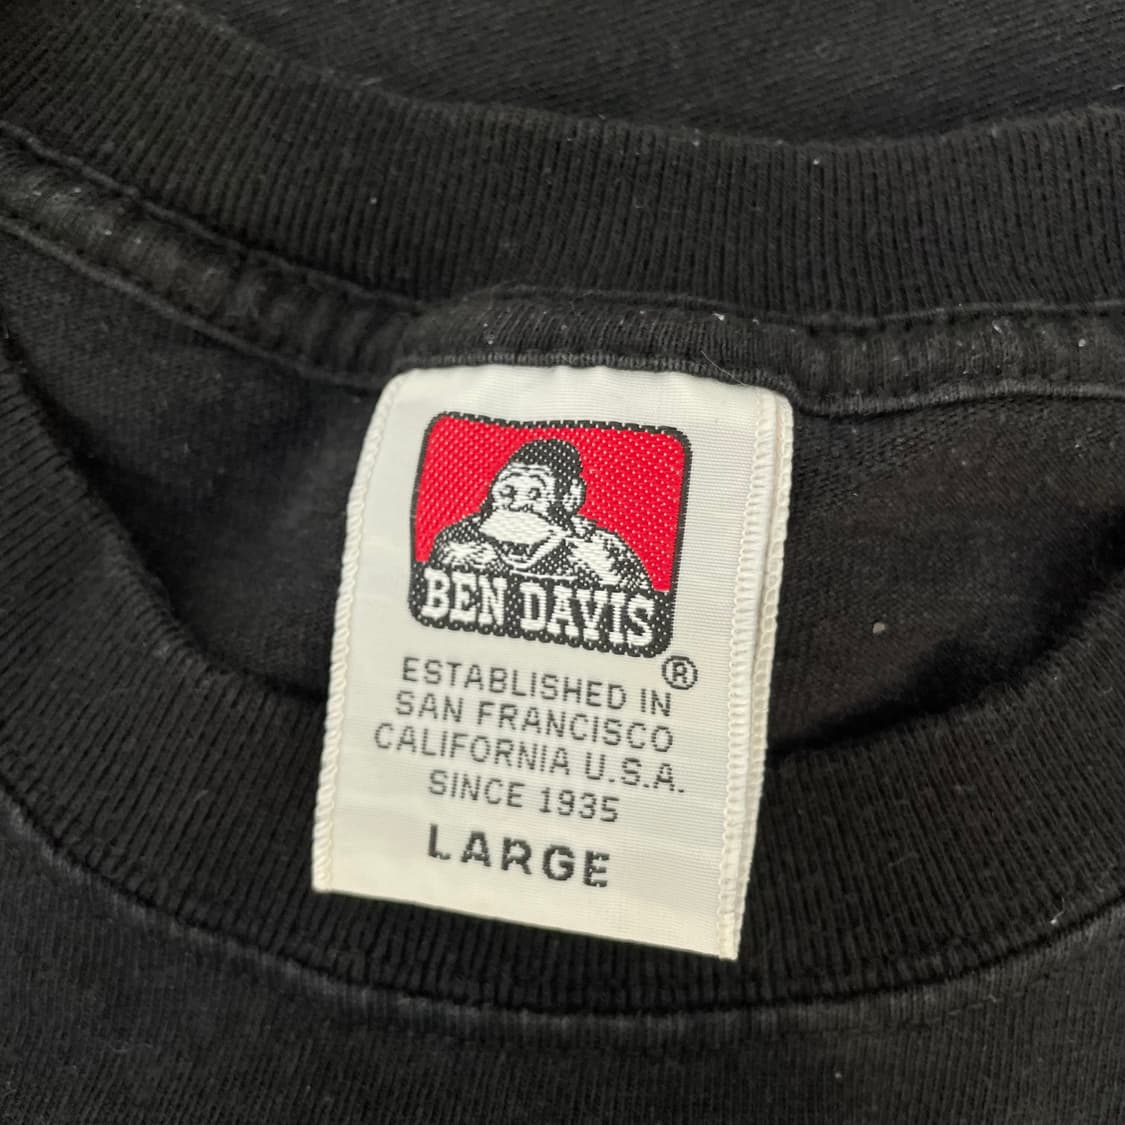 BEN DAVIS
®
ESTABLISHED IN
SAN FRANCISCO
CALIFORNIA U.S.A.
SINCE 1935
LARGE